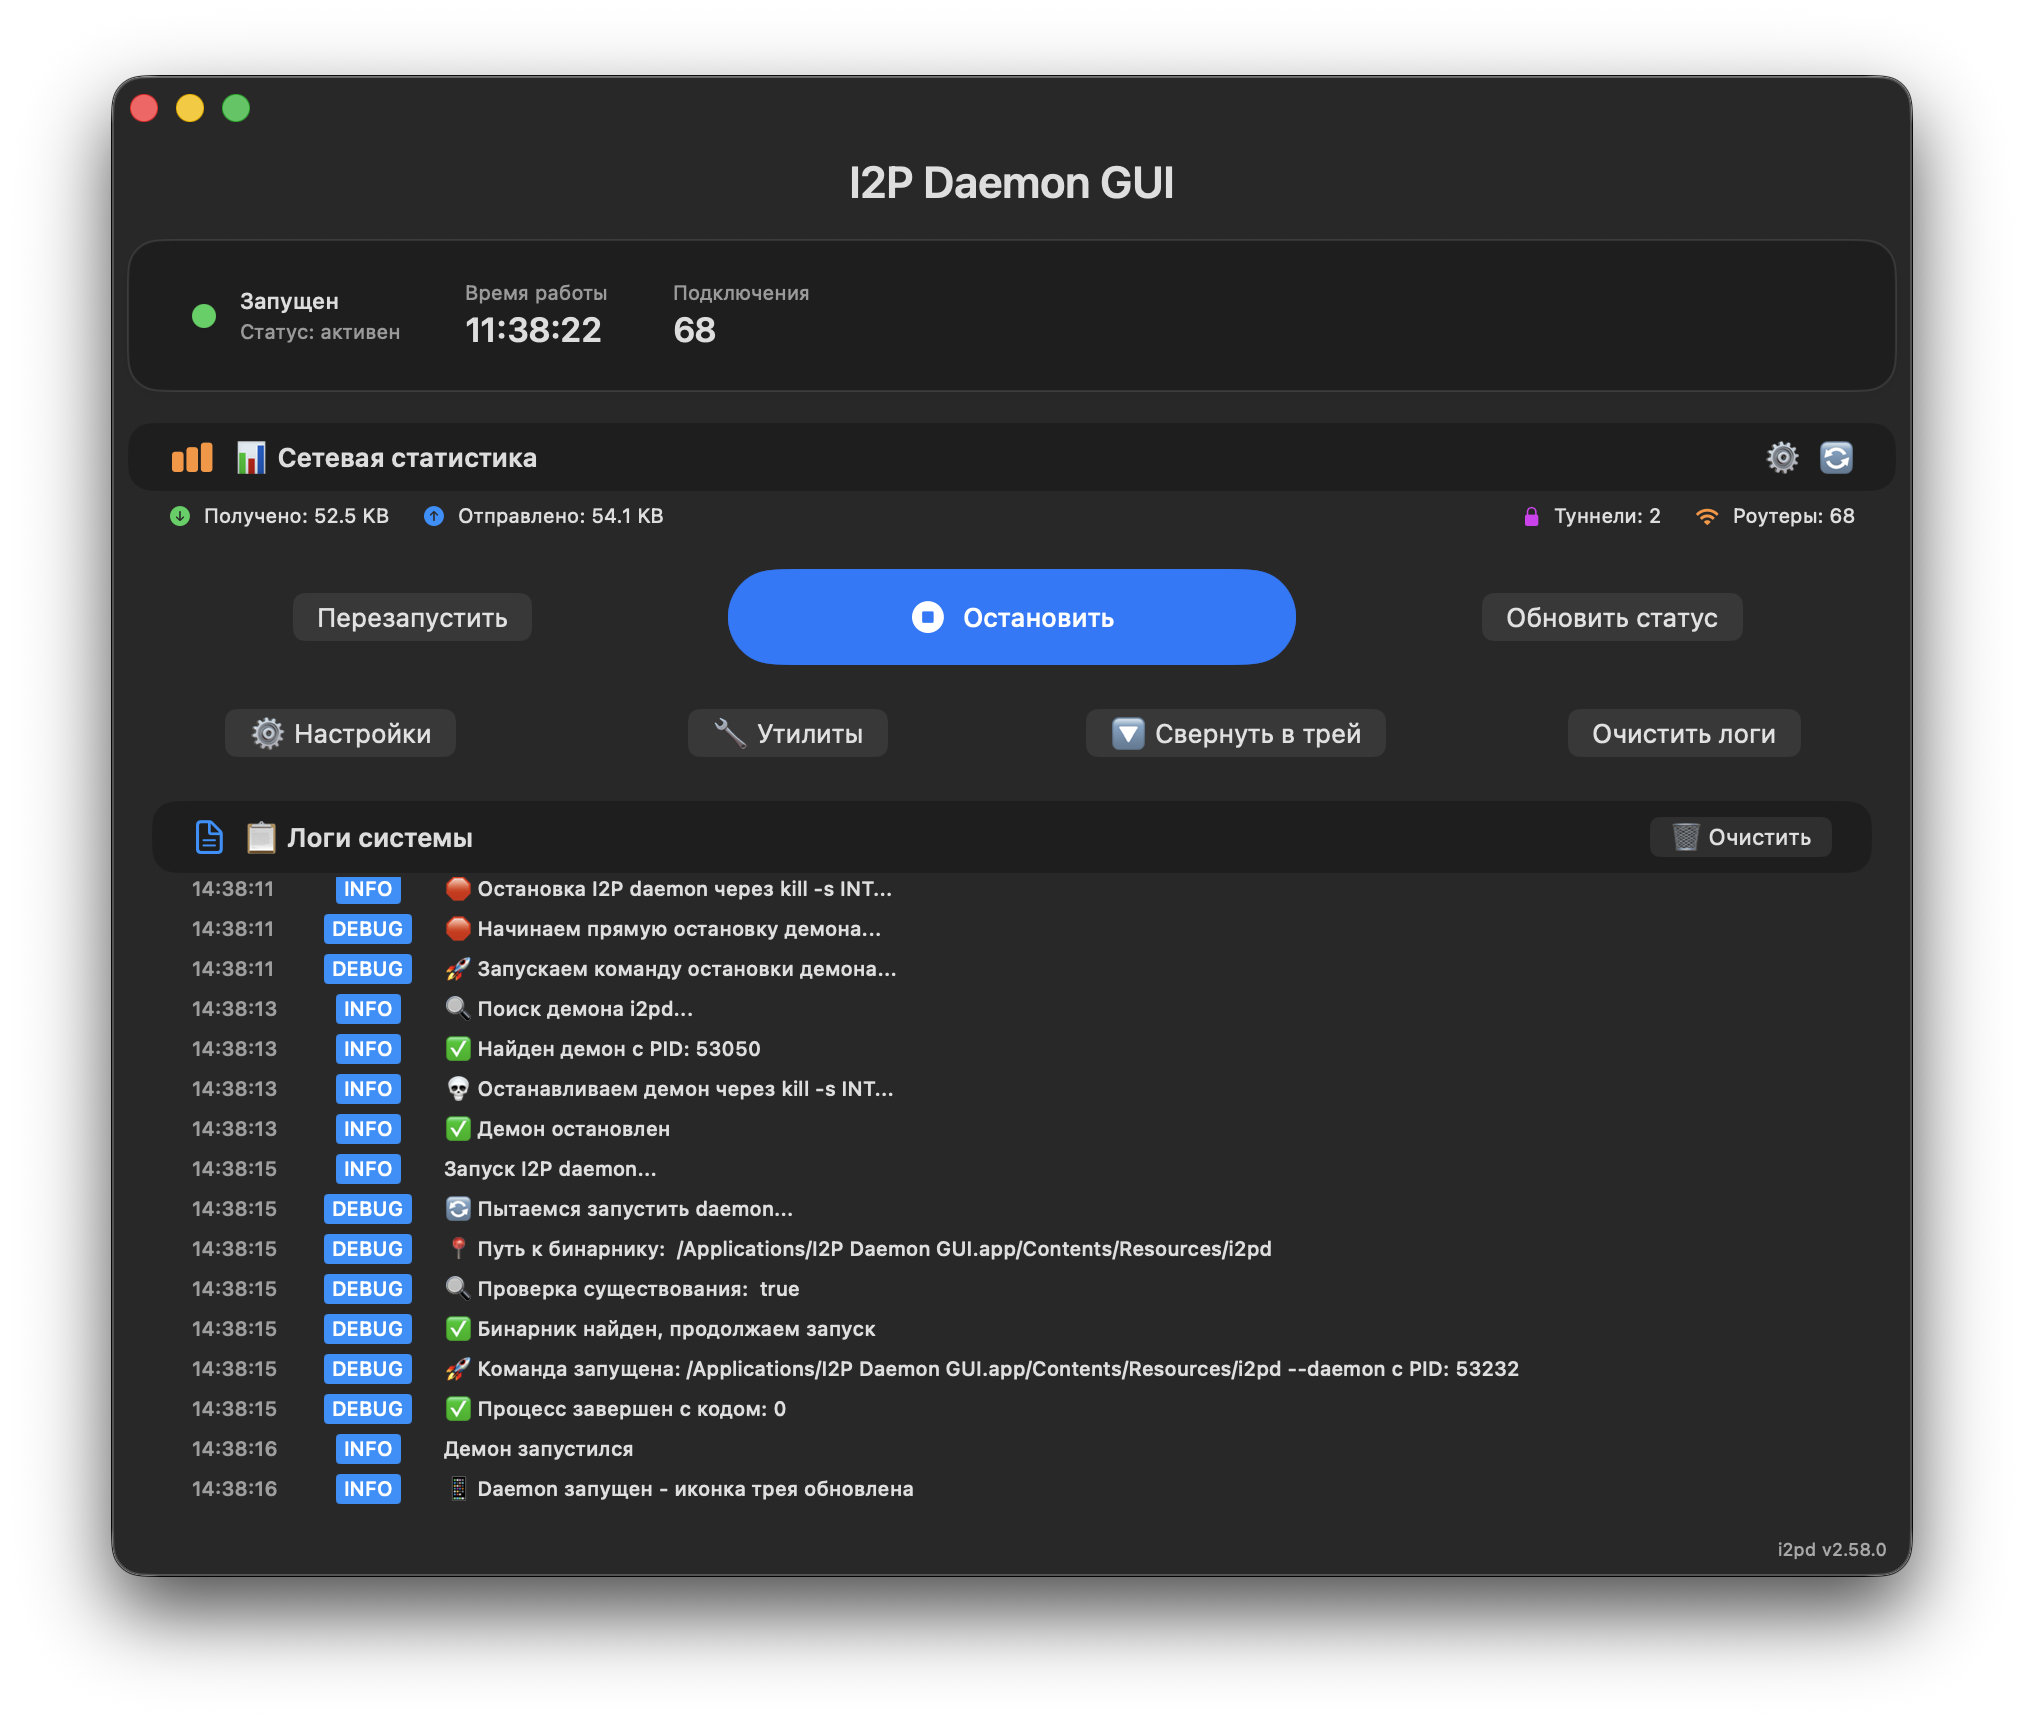 I2P Daemon GUI
Запущен
Статус: активен
Время работы
11:38:22
Подключения
68
📊 Сетевая статистика
Получено: 52.5 KB
Отправлено: 54.1 KB
Туннели: 2
Роутеры: 68
Перезапустить
Остановить
Обновить статус
⚙️ Настройки
🔧 Утилиты
🔽 Свернуть в трей
Очистить логи
📋 Логи системы
🗑️ Очистить
14:38:11 INFO 🛑 Остановка I2P daemon через kill -s INT...
14:38:11 DEBUG 🛑 Начинаем прямую остановку демона...
14:38:11 DEBUG 🚀 Запускаем команду остановки демона...
14:38:13 INFO 🔍 Поиск демона i2pd...
14:38:13 INFO ✅ Найден демон с PID: 53050
14:38:13 INFO 💀 Останавливаем демон через kill -s INT...
14:38:13 INFO ✅ Демон остановлен
14:38:15 INFO Запуск I2P daemon...
14:38:15 DEBUG 🔄 Пытаемся запустить daemon...
14:38:15 DEBUG 📍 Путь к бинарнику:  /Applications/I2P Daemon GUI.app/Contents/Resources/i2pd
14:38:15 DEBUG 🔍 Проверка существования:  true
14:38:15 DEBUG ✅ Бинарник найден, продолжаем запуск
14:38:15 DEBUG 🚀 Команда запущена: /Applications/I2P Daemon GUI.app/Contents/Resources/i2pd --daemon с PID: 53232
14:38:15 DEBUG ✅ Процесс завершен с кодом: 0
14:38:16 INFO Демон запустился
14:38:16 INFO 📱 Daemon запущен - иконка трея обновлена
i2pd v2.58.0